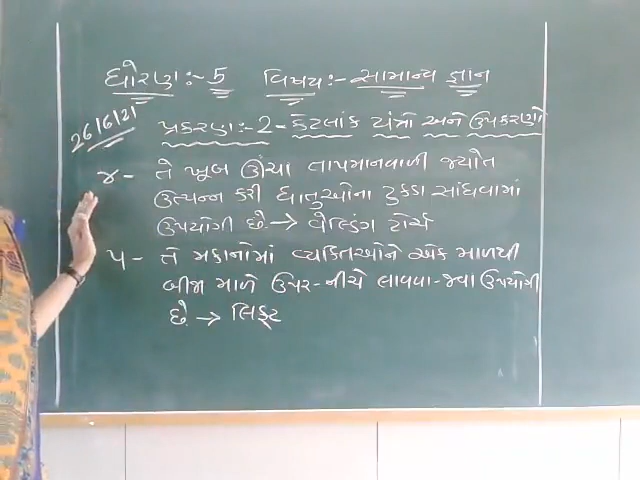 ધોરણઃ- 5 વિષયઃ- સામાન્ય જ્ઞાન
26/6/21
પ્રકરણઃ-2 - કેટલાંક યંત્રો અને ઉપકરણો
૪ - તે ખૂબ ઊંચા તાપમાનવાળી જ્યોત
ઉત્પન્ન કરી ધાતુઓના ટુકડા સાંધવામાં
ઉપયોગી છે → વેલ્ડિંગ ટોર્ચ
૫ - તે મકાનોમાં વ્યક્તિઓને એક માળથી
બીજા માળે ઉપર-નીચે લાવવા-જવા ઉપયોગી
છે → લિફ્ટ